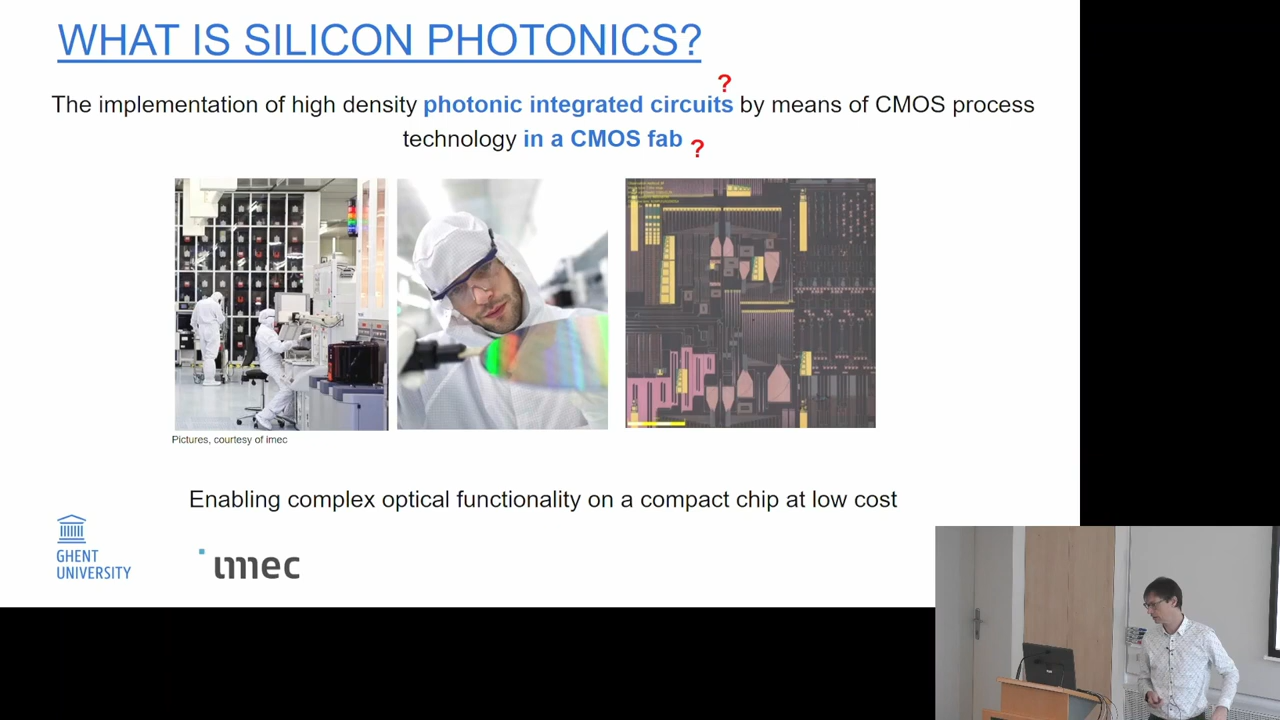 WHAT IS SILICON PHOTONICS?
?
The implementation of high density photonic integrated circuits by means of CMOS process
technology in a CMOS fab ?
Pictures, courtesy of imec
Enabling complex optical functionality on a compact chip at low cost
GHENT
UNIVERSITY
imec